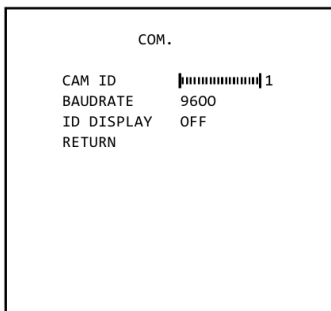 COM.
CAM ID 1
BAUDRATE 9600
ID DISPLAY OFF
RETURN